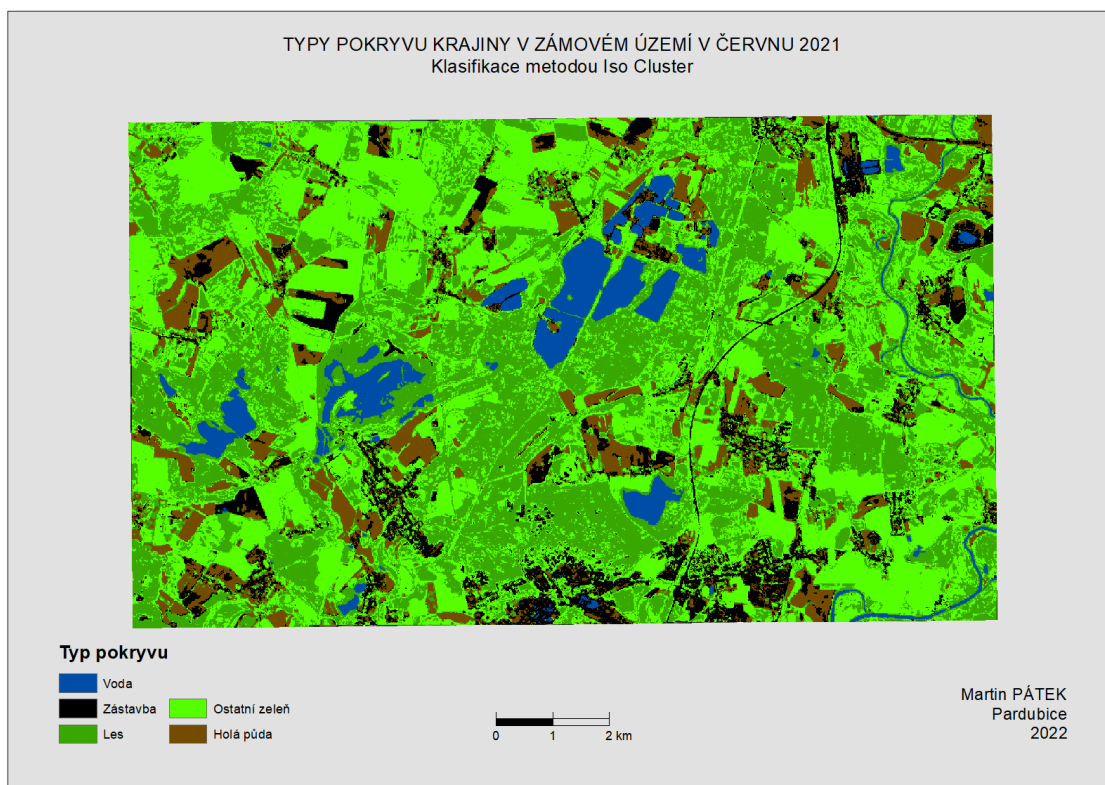 TYPY POKRYVU KRAJINY V ZÁMOVÉM ÚZEMÍ V ČERVNU 2021
Klasifikace metodou Iso Cluster
Typ pokryvu
Voda
Zástavba
Les
Ostatní zeleň
Holá půda
0 1 2 km
Martin PÁTEK
Pardubice
2022